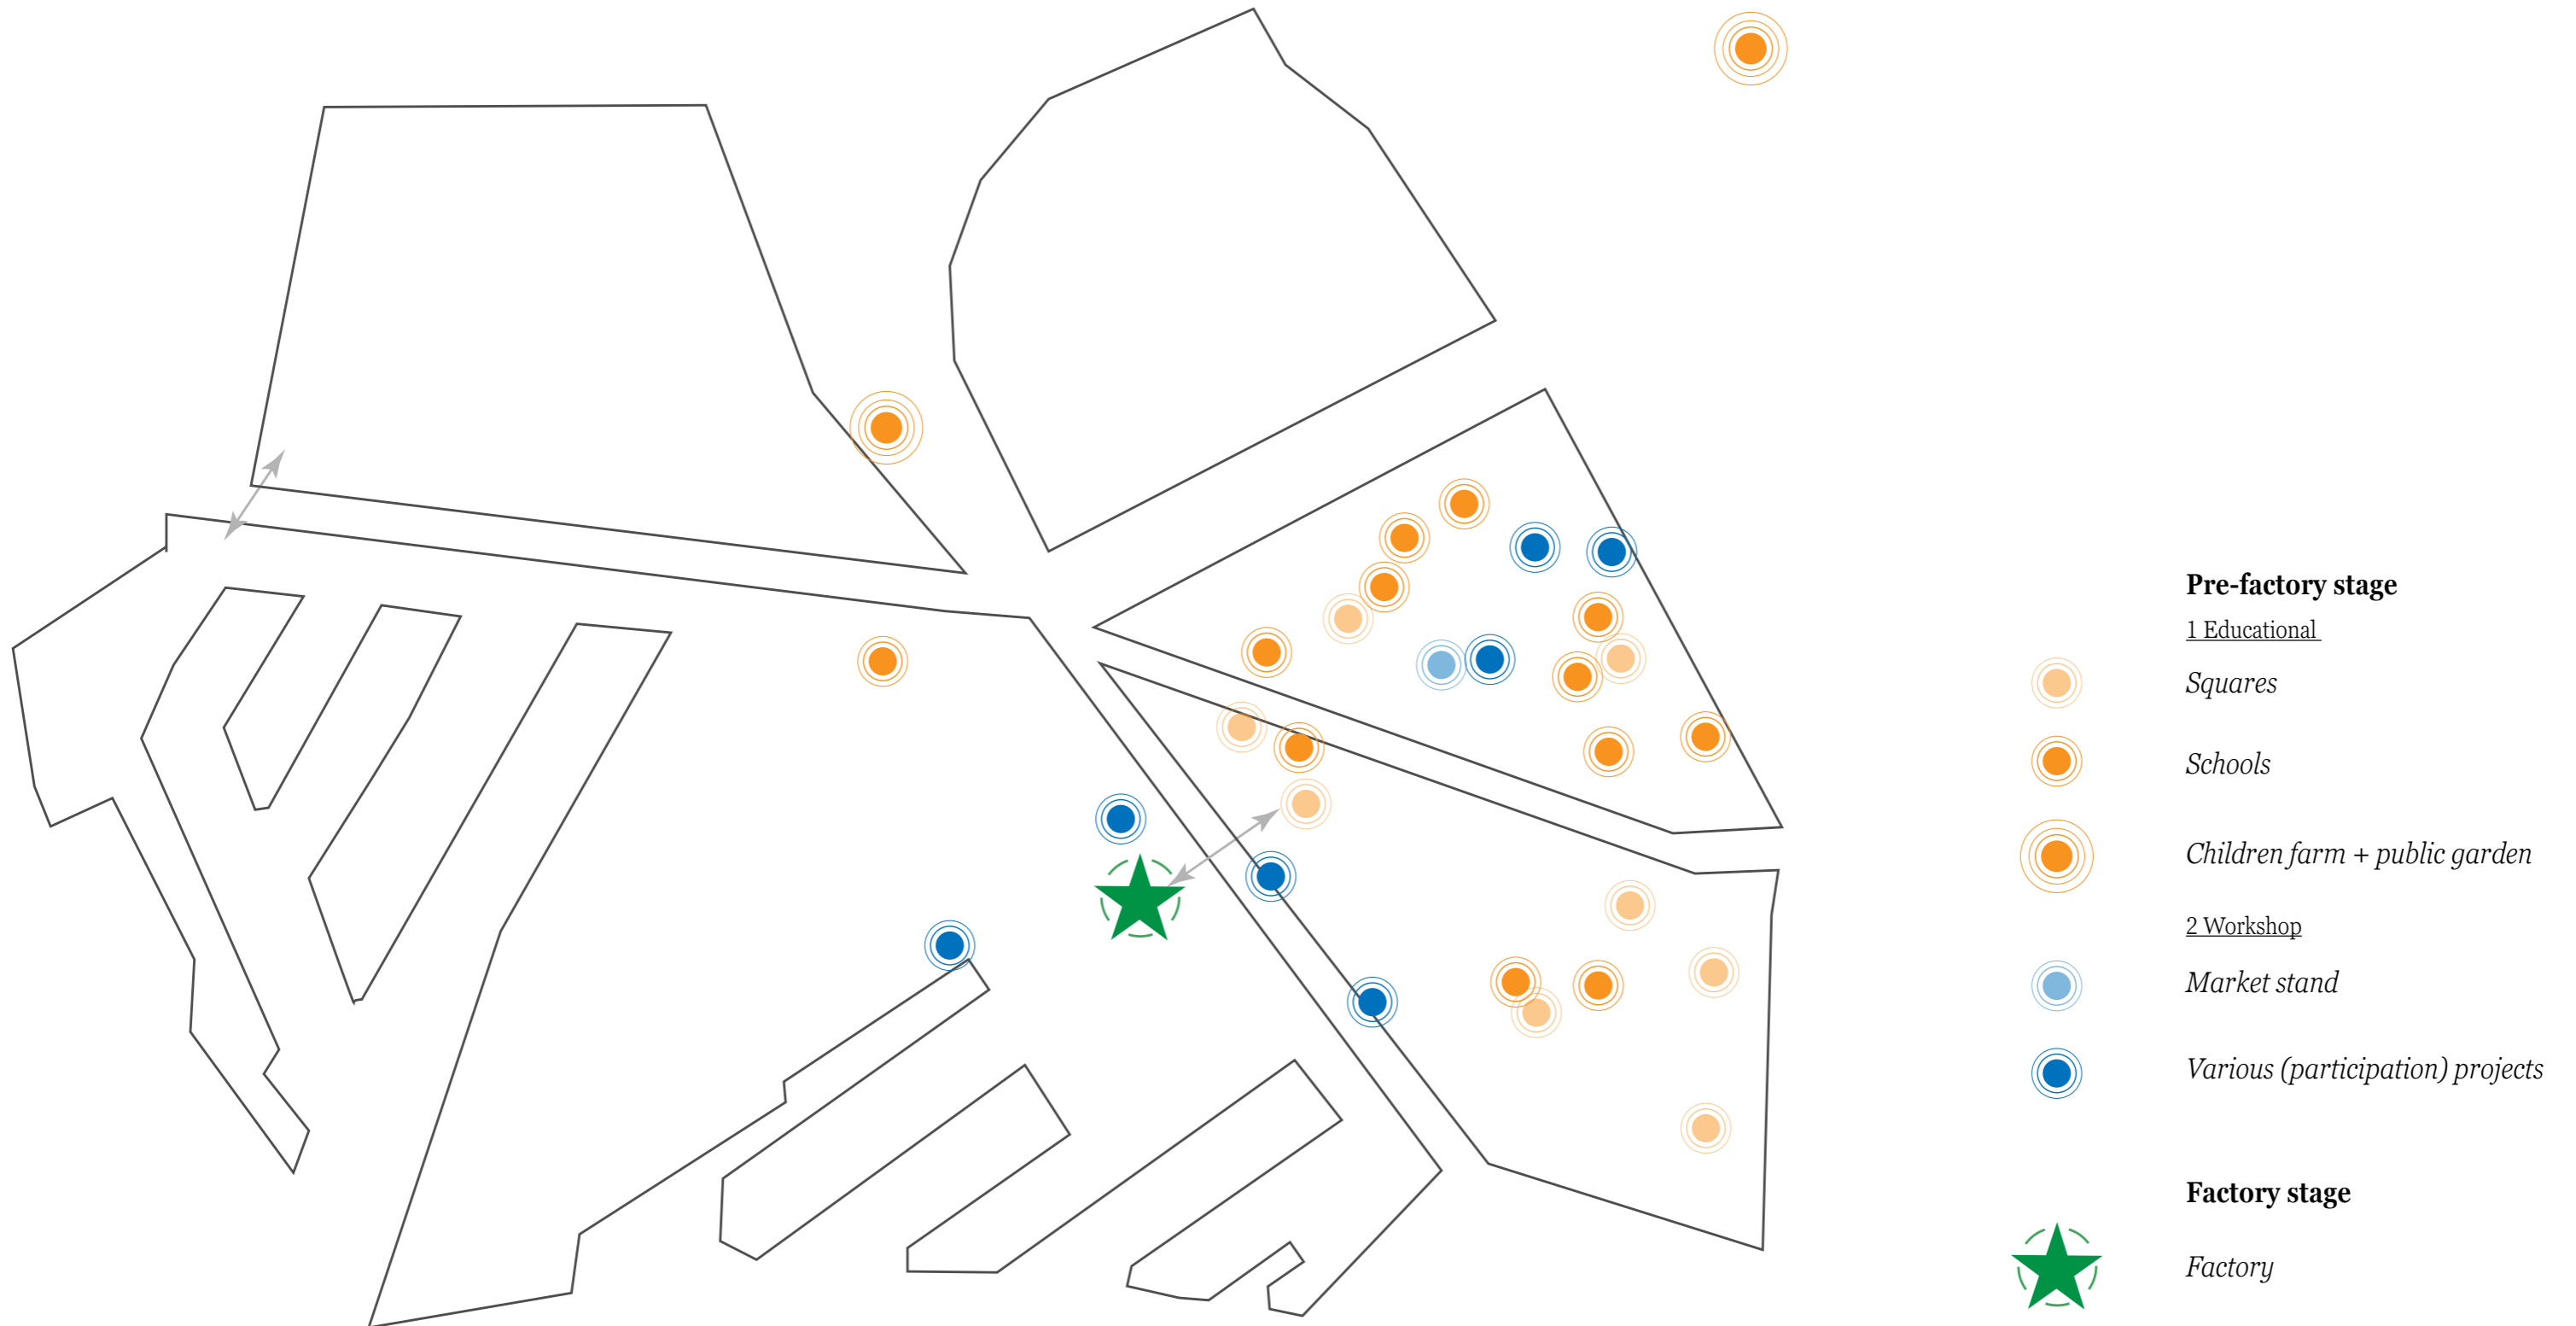 Pre-factory stage
1 Educational
Squares
Schools
Children farm + public garden
2 Workshop
Market stand
Various (participation) projects
Factory stage
Factory